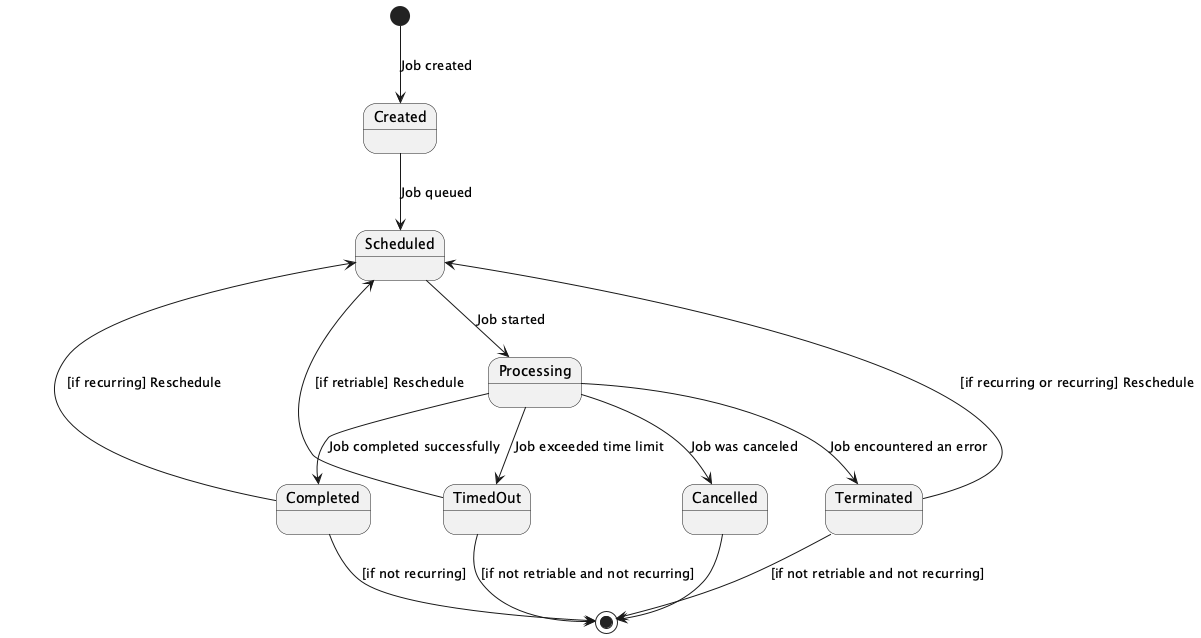 Job created
Created
Job queued
Scheduled
Job started
Processing
[if recurring] Reschedule
[if retriable] Reschedule
[if recurring or recurring] Reschedule
Job completed successfully
Job exceeded time limit
Job was canceled
Job encountered an error
Completed
TimedOut
Cancelled
Terminated
[if not recurring]
[if not retriable and not recurring]
[if not retriable and not recurring]